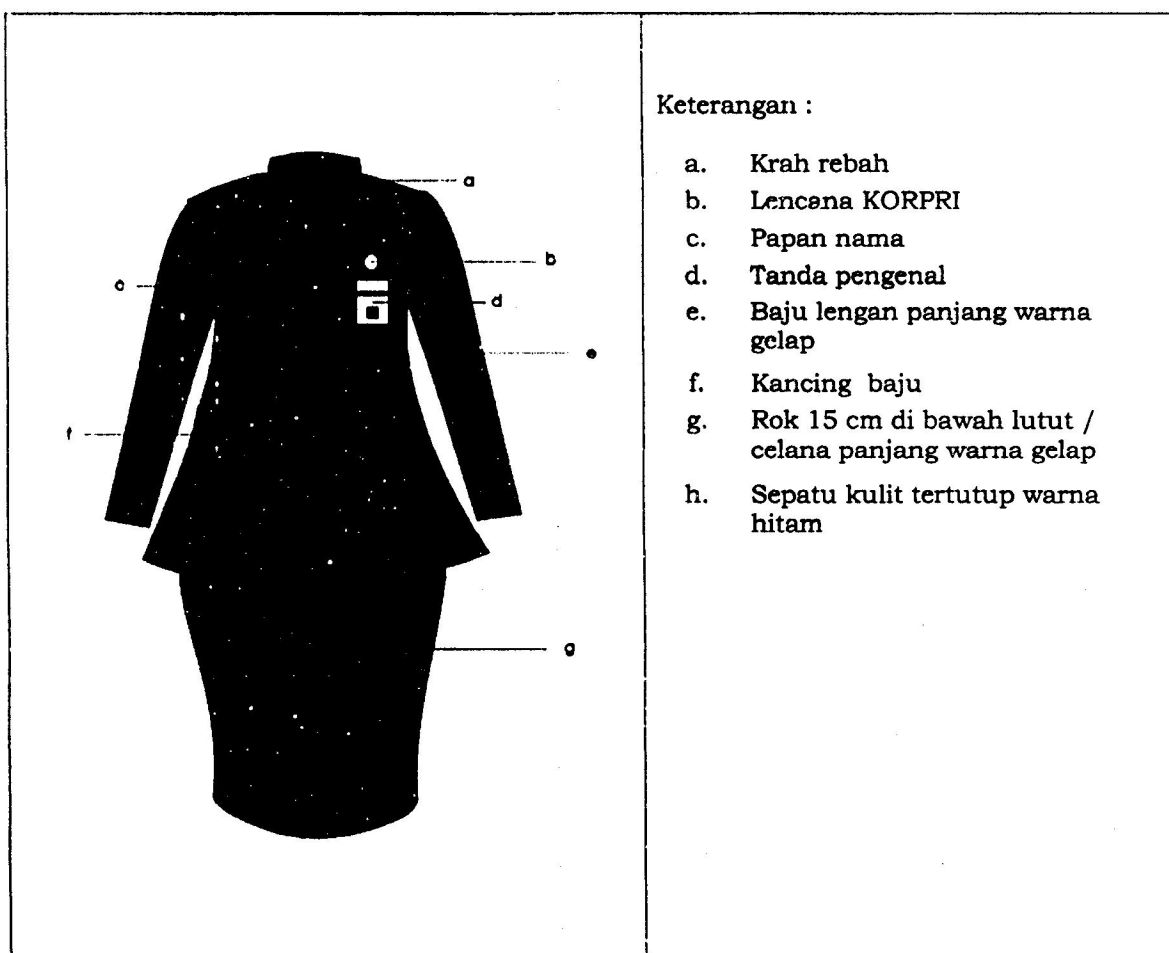 a
b
c
d
e
f
g
Keterangan :
a. Krah rebah
b. Lencana KORPRI
c. Papan nama
d. Tanda pengenal
e. Baju lengan panjang warna
gelap
f. Kancing baju
g. Rok 15 cm di bawah lutut /
celana panjang warna gelap
h. Sepatu kulit tertutup warna
hitam